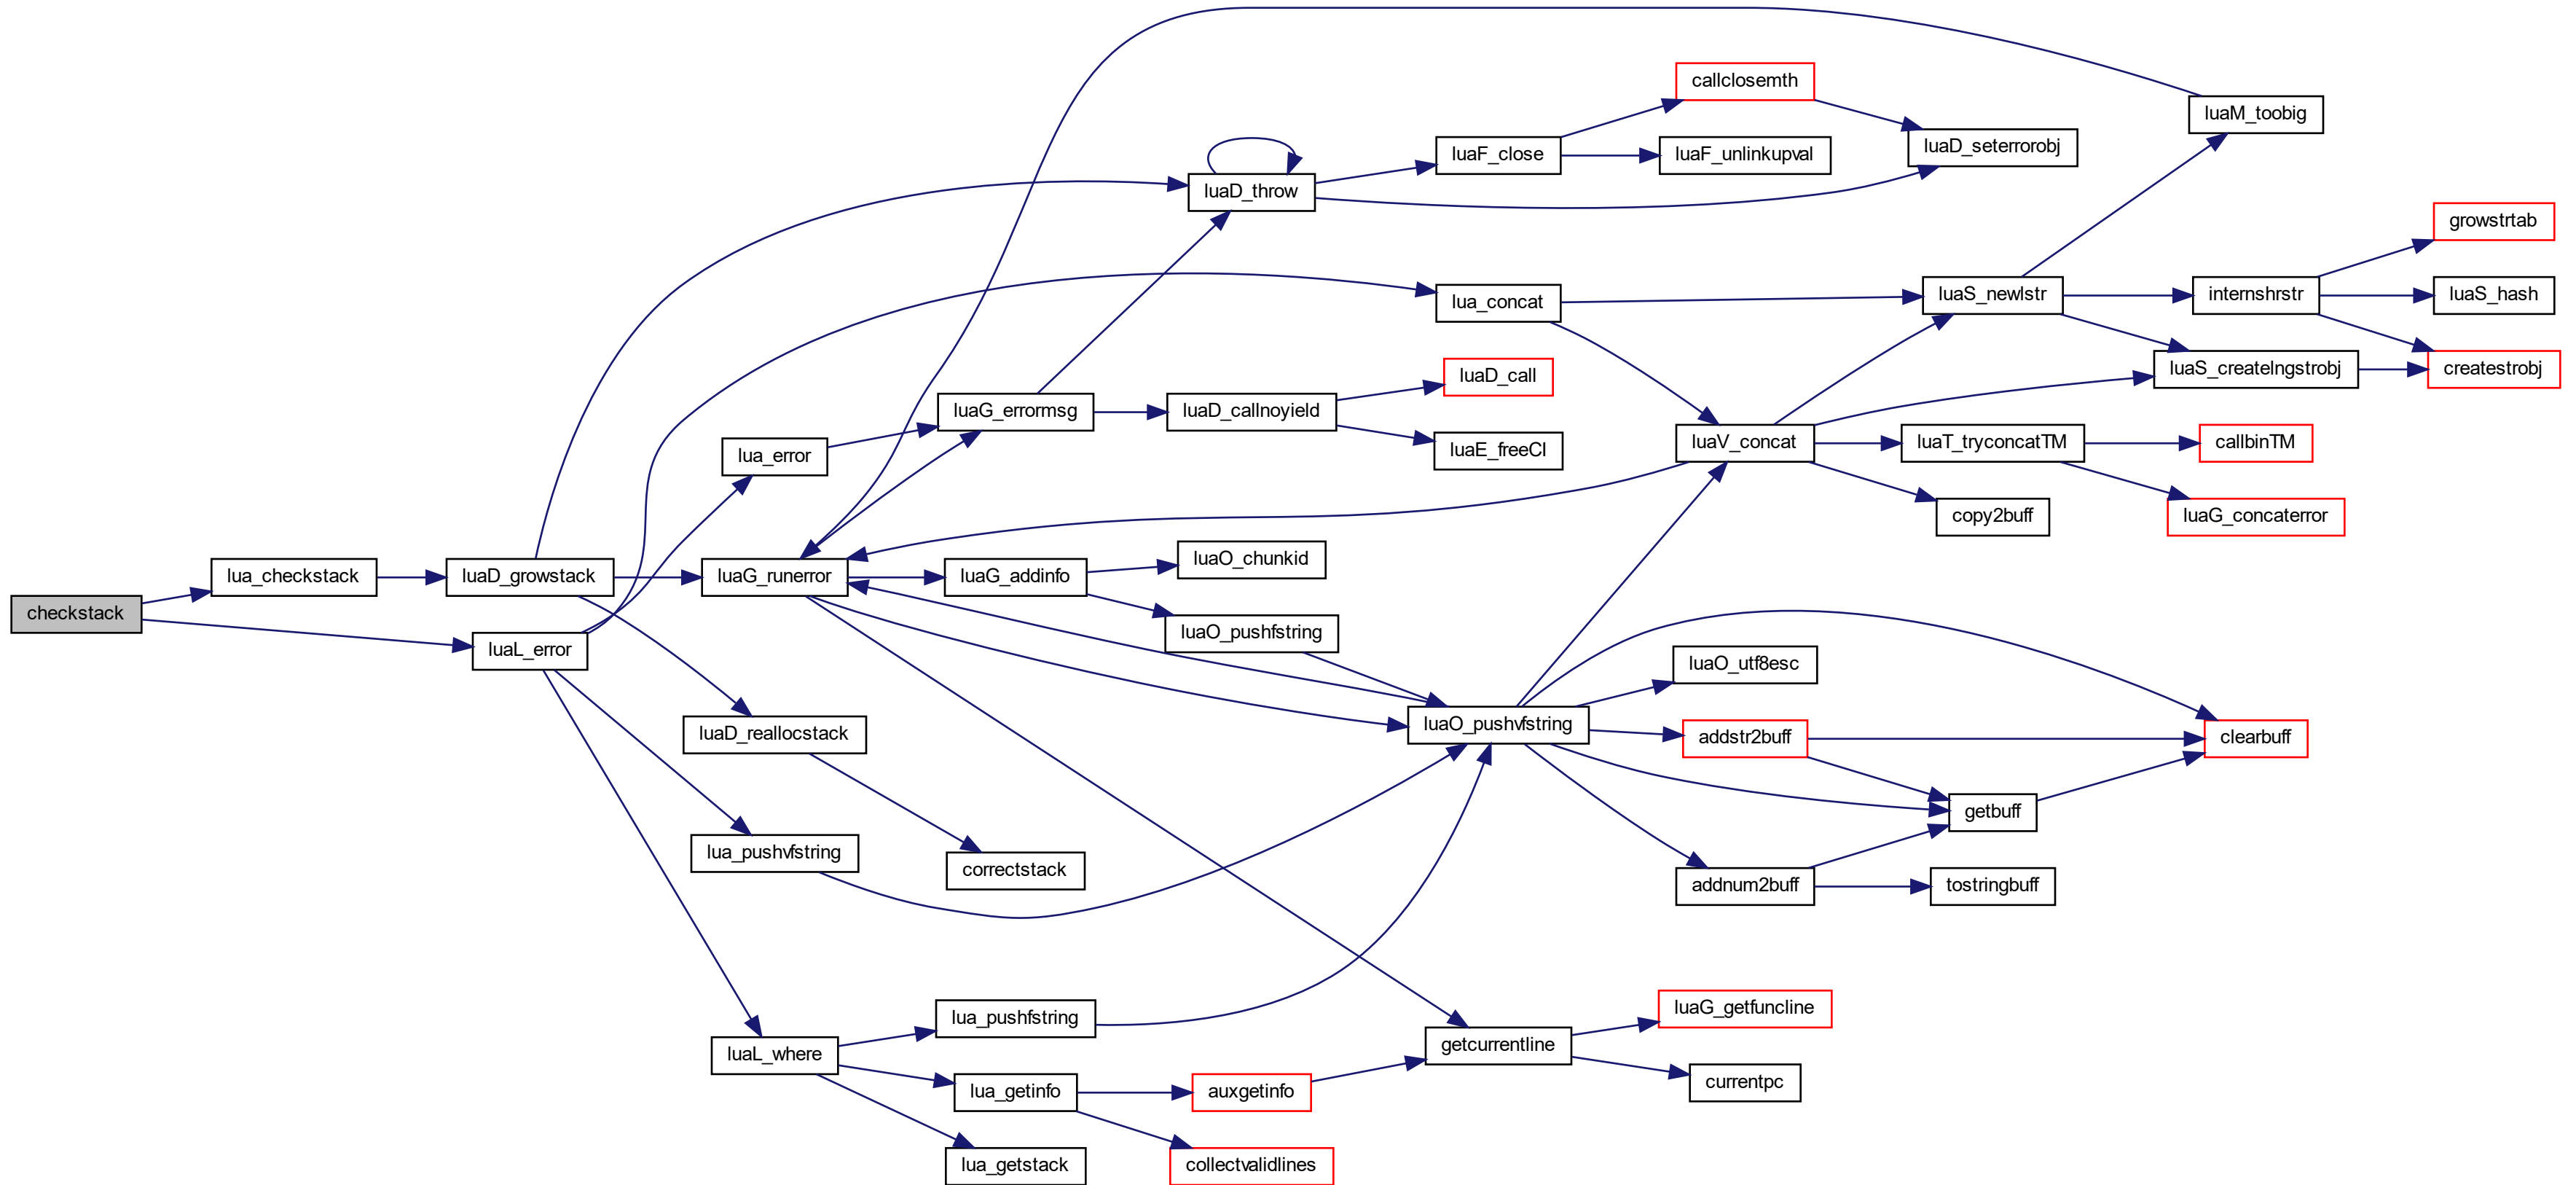 checkstack
lua_checkstack
luaL_error
luaD_growstack
lua_error
luaG_runerror
luaD_reallocstack
lua_pushvfstring
luaL_where
luaG_errormsg
luaG_addinfo
correctstack
lua_pushfstring
lua_getinfo
lua_getstack
luaD_throw
luaD_callnoyield
luaO_chunkid
luaO_pushfstring
auxgetinfo
collectvalidlines
luaF_close
lua_concat
luaD_call
luaE_freeCI
luaO_pushvfstring
getcurrentline
callclosemth
luaF_unlinkupval
luaV_concat
luaO_utf8esc
addstr2buff
addnum2buff
luaG_getfuncline
currentpc
luaD_seterrorobj
luaS_newlstr
luaT_tryconcatTM
copy2buff
getbuff
tostringbuff
luaM_toobig
internshrstr
luaS_createlngstrobj
callbinTM
luaG_concaterror
clearbuff
growstrtab
luaS_hash
createstrobj